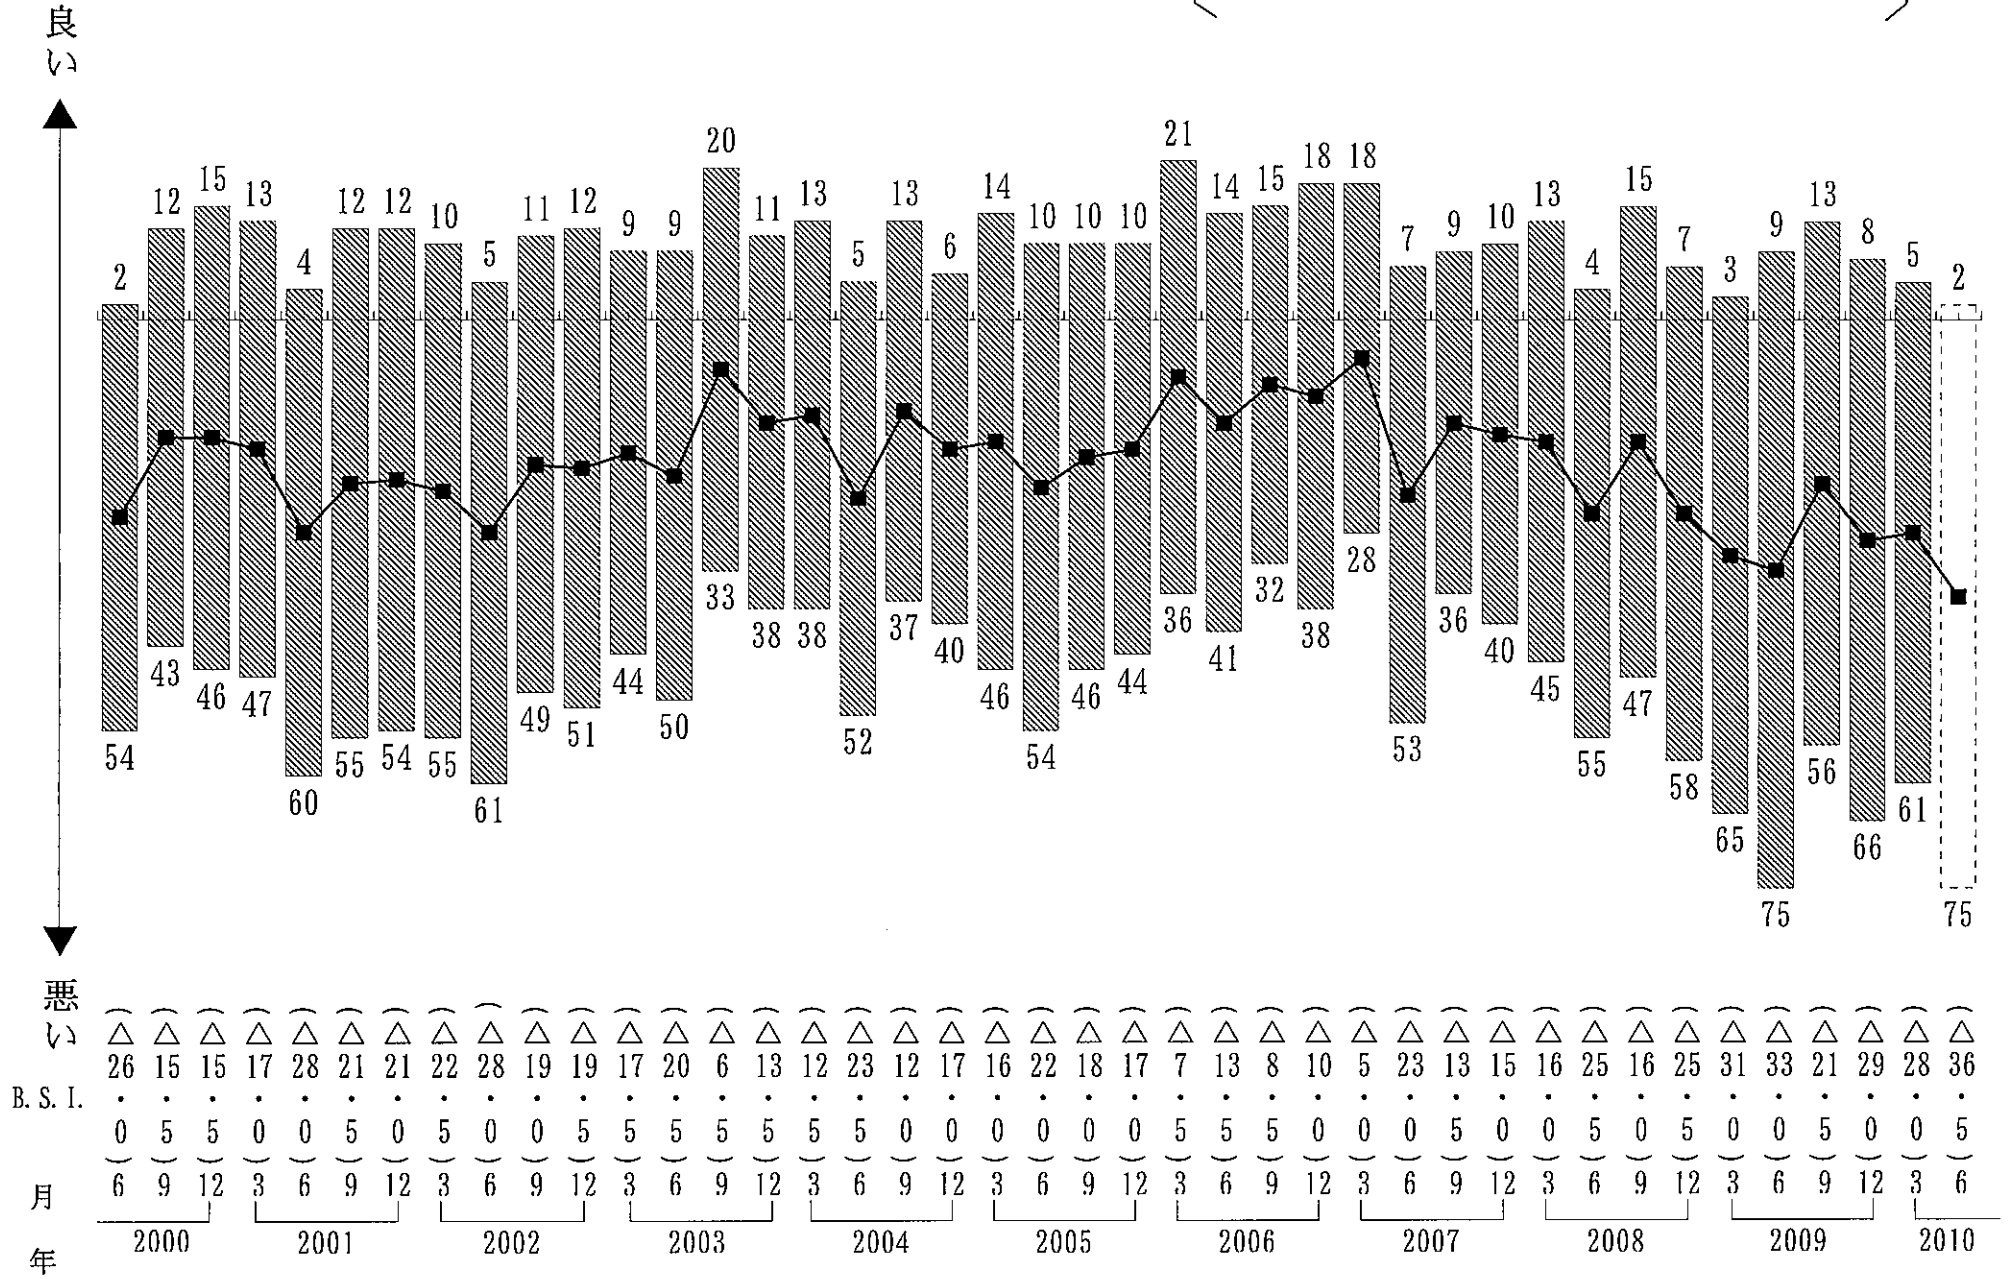 良い
2 12 15 13 4 12 12 10 5 11 12 9 9 20 11 13 5 13 6 14 10 10 10 21 14 15 18 18 7 9 10 13 4 15 7 3 9 13 8 5 2
54 43 46 47 60 55 54 55 61 49 51 44 50 33 38 38 52 37 40 46 54 46 44 36 41 32 38 28 53 36 40 45 55 47 58 65 75 56 66 61 75
悪い
B.S.I. (△26・0) (△15・5) (△15・5) (△17・0) (△28・0) (△21・5) (△21・0) (△22・5) (△28・0) (△19・0) (△19・5) (△17・5) (△20・5) (△6・5) (△13・5) (△12・5) (△23・5) (△12・0) (△17・0) (△16・0) (△22・0) (△18・0) (△17・0) (△7・5) (△13・5) (△8・5) (△10・0) (△5・0) (△23・0) (△13・5) (△15・0) (△16・0) (△25・5) (△16・0) (△25・5) (△31・0) (△33・0) (△21・5) (△29・0) (△28・0) (△36・5)
月 6 9 12 3 6 9 12 3 6 9 12 3 6 9 12 3 6 9 12 3 6 9 12 3 6 9 12 3 6 9 12 3 6 9 12 3 6 9 12 3 6
年 2000 2001 2002 2003 2004 2005 2006 2007 2008 2009 2010